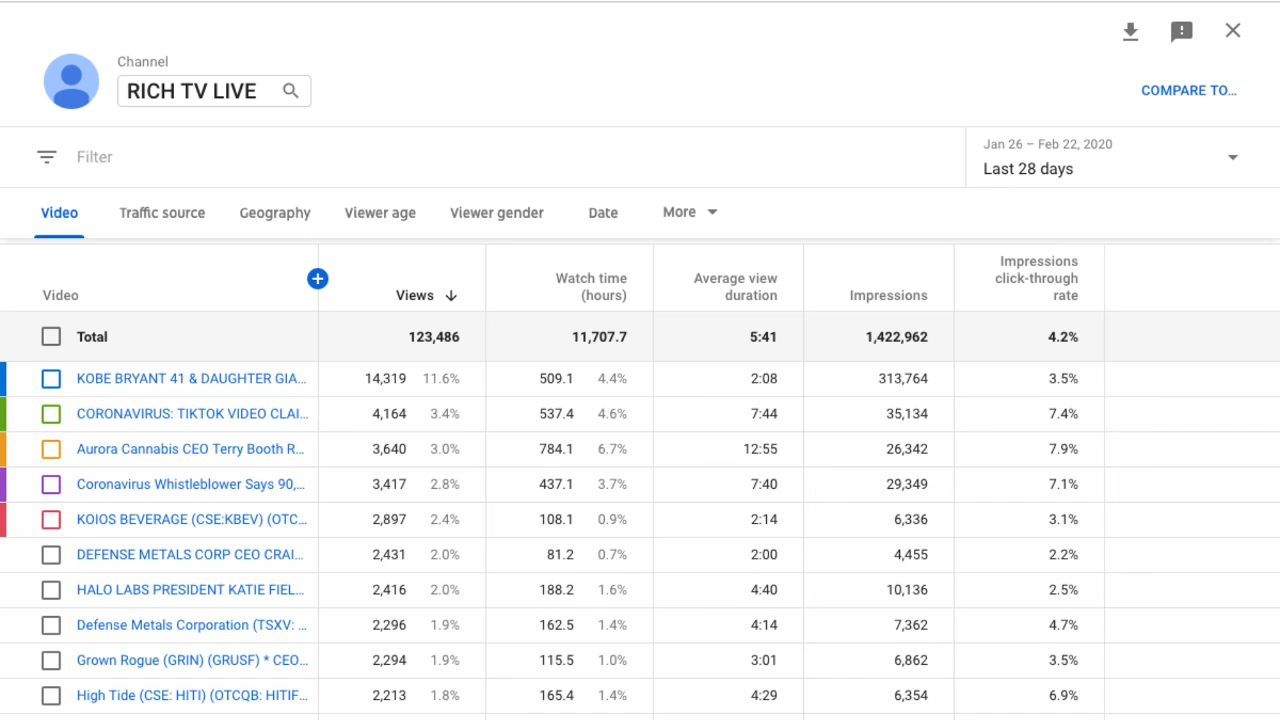 Channel
RICH TV LIVE
COMPARE TO...
Filter
Jan 26 – Feb 22, 2020
Last 28 days
Video Traffic source Geography Viewer age Viewer gender Date More
Video Views Watch time (hours) Average view duration Impressions Impressions click-through rate
Total 123,486 11,707.7 5:41 1,422,962 4.2%
KOBE BRYANT 41 & DAUGHTER GIA... 14,319 11.6% 509.1 4.4% 2:08 313,764 3.5%
CORONAVIRUS: TIKTOK VIDEO CLAI... 4,164 3.4% 537.4 4.6% 7:44 35,134 7.4%
Aurora Cannabis CEO Terry Booth R... 3,640 3.0% 784.1 6.7% 12:55 26,342 7.9%
Coronavirus Whistleblower Says 90,... 3,417 2.8% 437.1 3.7% 7:40 29,349 7.1%
KOIOS BEVERAGE (CSE:KBEV) (OTC... 2,897 2.4% 108.1 0.9% 2:14 6,336 3.1%
DEFENSE METALS CORP CEO CRAI... 2,431 2.0% 81.2 0.7% 2:00 4,455 2.2%
HALO LABS PRESIDENT KATIE FIEL... 2,416 2.0% 188.2 1.6% 4:40 10,136 2.5%
Defense Metals Corporation (TSXV: ... 2,296 1.9% 162.5 1.4% 4:14 7,362 4.7%
Grown Rogue (GRIN) (GRUSF) * CEO... 2,294 1.9% 115.5 1.0% 3:01 6,862 3.5%
High Tide (CSE: HITI) (OTCQB: HITIF... 2,213 1.8% 165.4 1.4% 4:29 6,354 6.9%